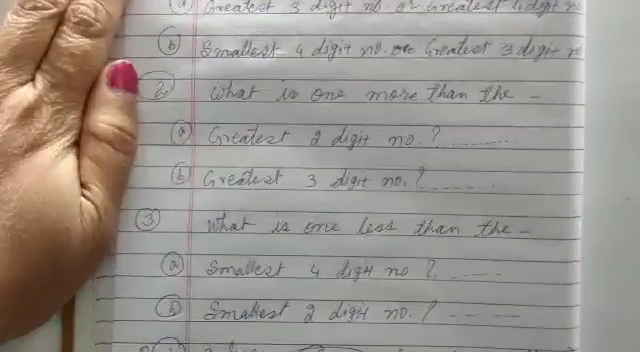 (a) Greatest 3 digit no or Greatest 4 digit no
(b) Smallest 4 digit no. or Greatest 3 digit n
(2) What is one more than the -
(a) Greatest 2 digit no.? ........
(b) Greatest 3 digit no.? ........
(3) What is one less than the -
(a) Smallest 4 digit no ? -----
(b) Smallest 2 digit no. ? ----